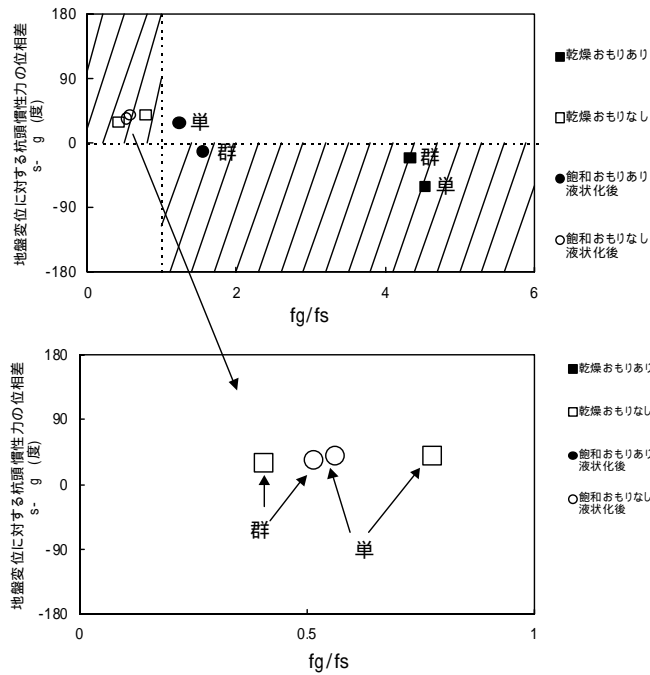 地盤変位に対する杭頭慣性力の位相差
s- g (度)
180
90
0
-90
-180
0
2
4
6
fg/fs
単
群
群
単
■乾燥おもりあり
□乾燥おもりなし
●飽和おもりあり
液状化後
○飽和おもりなし
液状化後
地盤変位に対する杭頭慣性力の位相差
s- g (度)
180
90
0
-90
-180
0
0.5
1
fg/fs
群
単
■乾燥おもりあり
□乾燥おもりなし
●飽和おもりあり
液状化後
○飽和おもりなし
液状化後